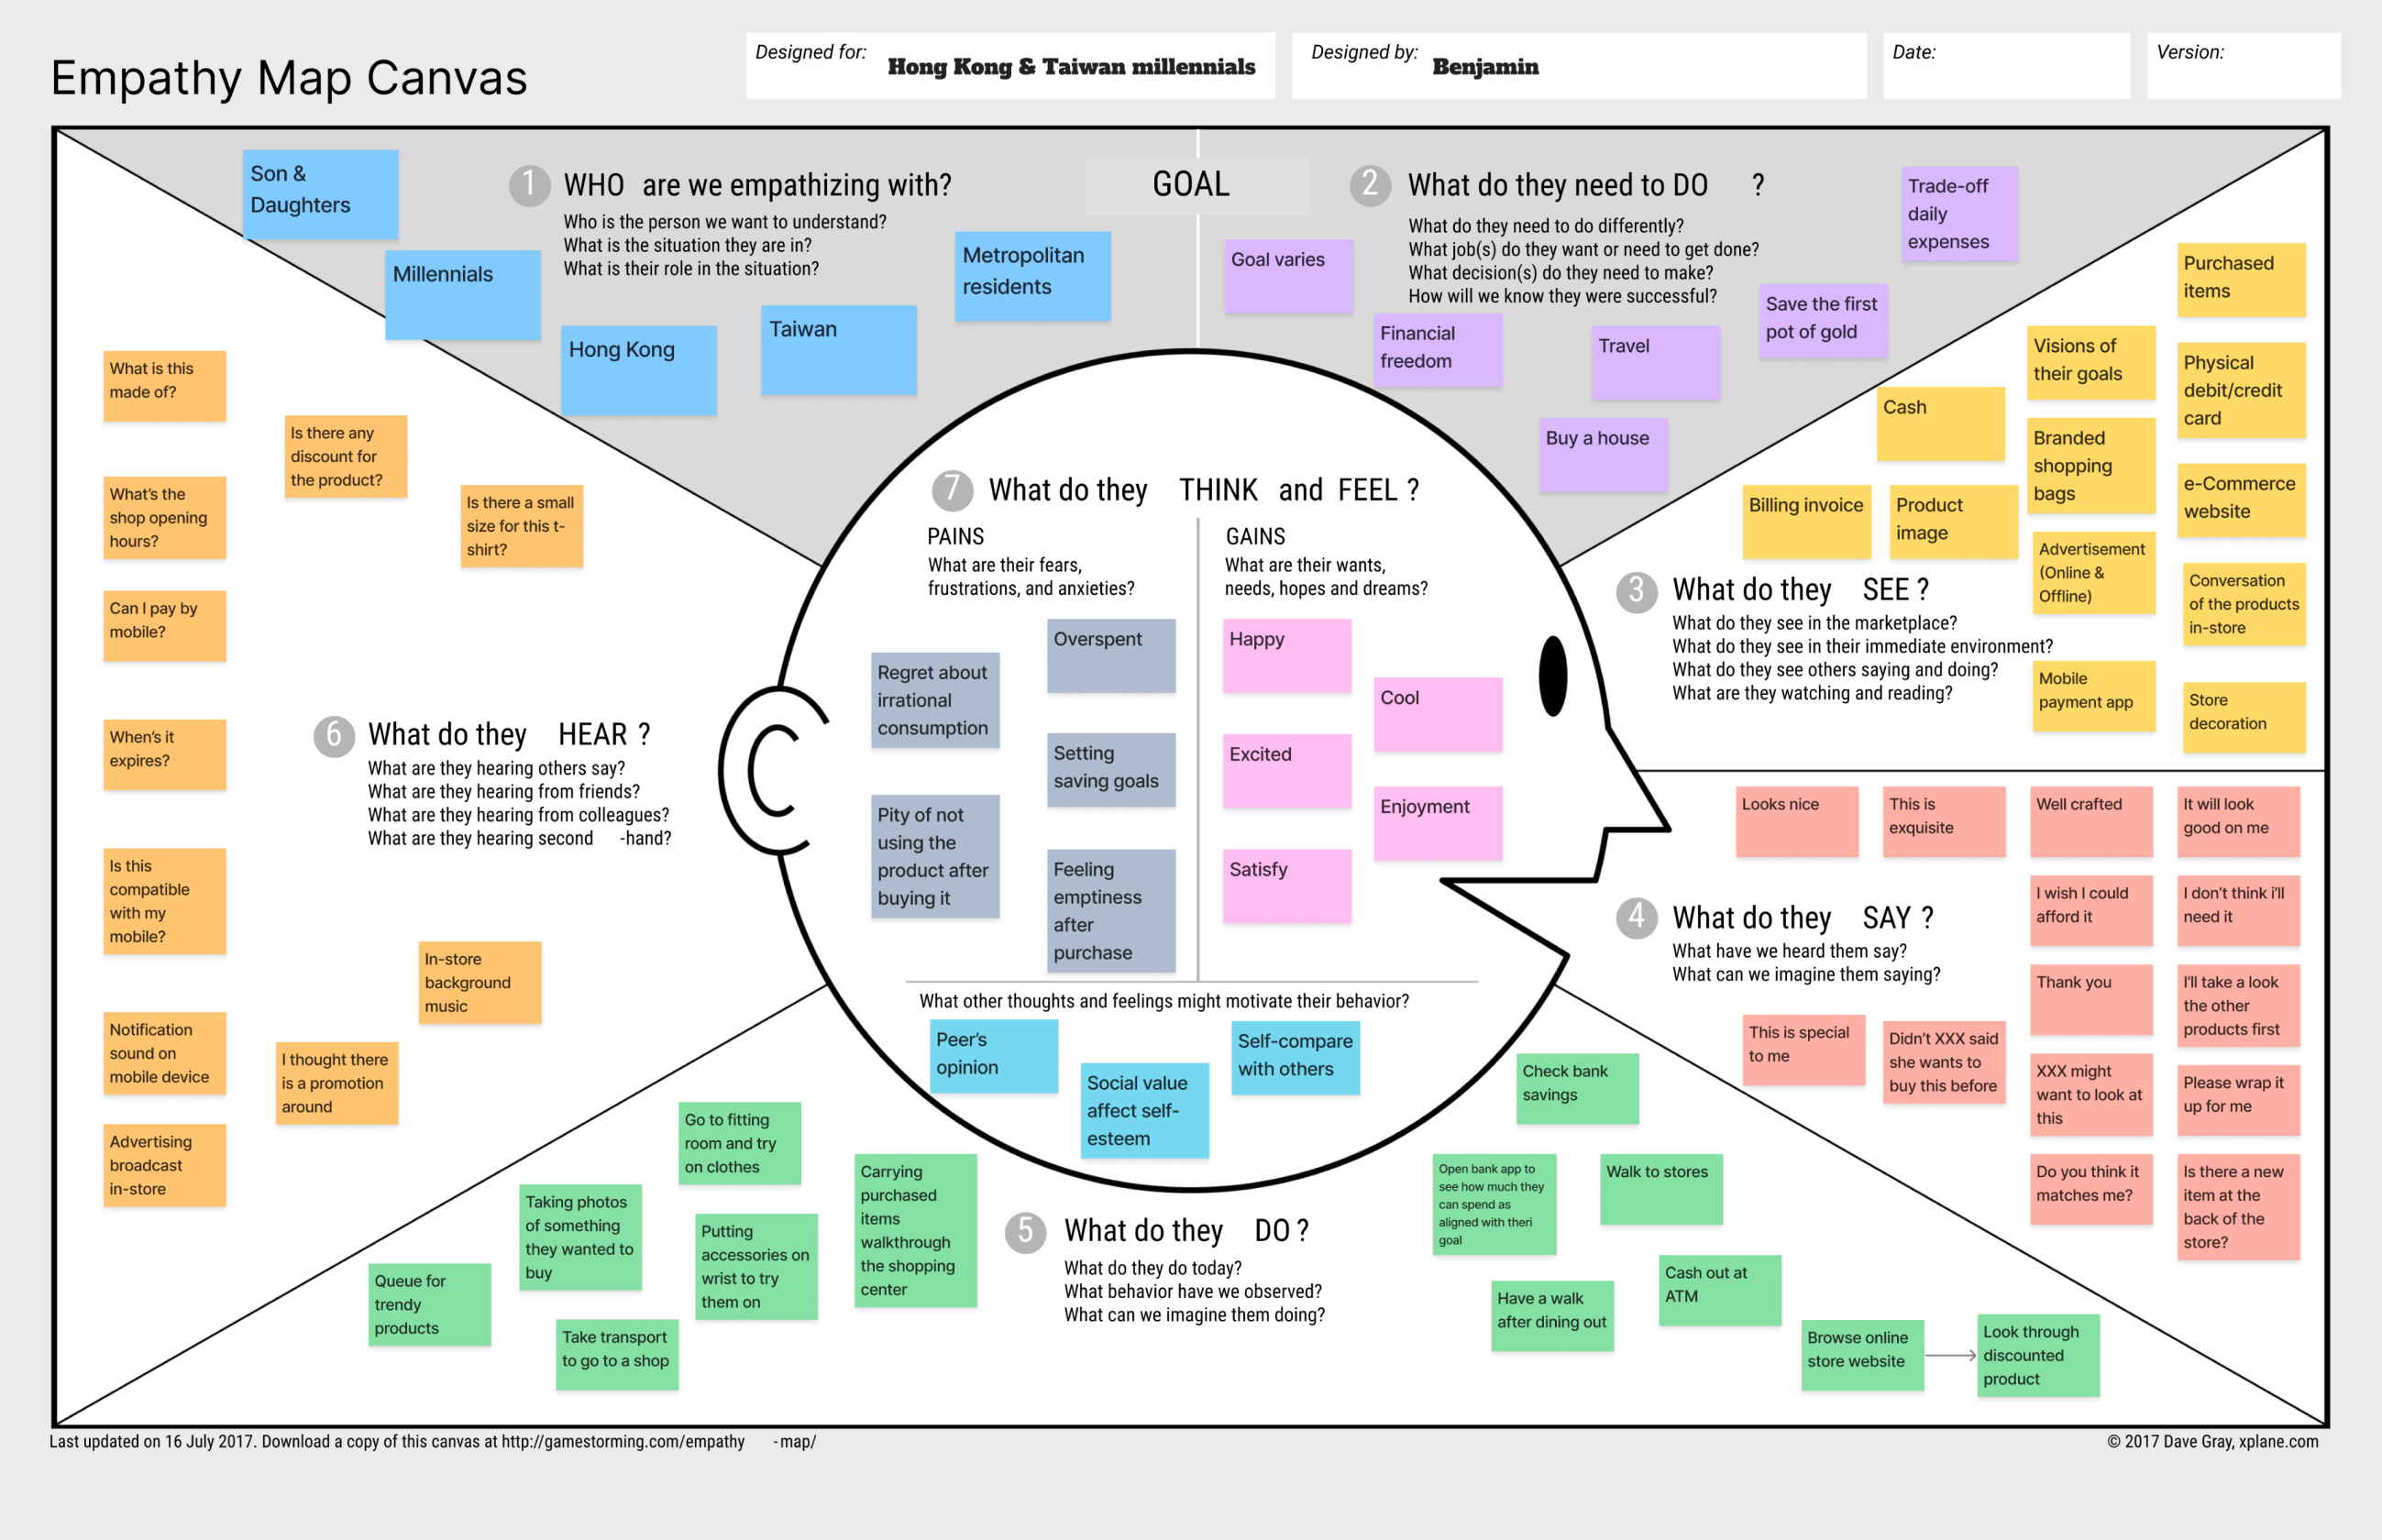 Empathy Map Canvas
Designed for:
Hong Kong & Taiwan millennials
Designed by:
Benjamin
Date:
Version:
GOAL
1
WHO are we empathizing with?
Who is the person we want to understand?
What is the situation they are in?
What is their role in the situation?
Son &
Daughters
Millennials
Hong Kong
Taiwan
Metropolitan
residents
2
What do they need to DO ?
What do they need to do differently?
What job(s) do they want or need to get done?
What decision(s) do they need to make?
How will we know they were successful?
Goal varies
Financial
freedom
Travel
Buy a house
Save the first
pot of gold
Trade-off
daily
expenses
3
What do they SEE ?
What do they see in the marketplace?
What do they see in their immediate environment?
What do they see others saying and doing?
What are they watching and reading?
Purchased
items
Visions of
their goals
Physical
debit/credit
card
Cash
Branded
shopping
bags
Billing invoice
Product
image
e-Commerce
website
Advertisement
(Online &
Offline)
Conversation
of the products
in-store
Mobile
payment app
Store
decoration
4
What do they SAY ?
What have we heard them say?
What can we imagine them saying?
Looks nice
This is
exquisite
Well crafted
It will look
good on me
I wish I could
afford it
I don't think i'll
need it
Thank you
I'll take a look
the other
products first
This is special
to me
Didn't XXX said
she wants to
buy this before
XXX might
want to look at
this
Please wrap it
up for me
Do you think it
matches me?
Is there a new
item at the
back of the
store?
5
What do they DO ?
What do they do today?
What behavior have we observed?
What can we imagine them doing?
Go to fitting
room and try
on clothes
Carrying
purchased
items
walkthrough
the shopping
center
Taking photos
of something
they wanted to
buy
Putting
accessories on
wrist to try
them on
Queue for
trendy
products
Take transport
to go to a shop
Check bank
savings
Open bank app to
see how much they
can spend as
aligned with theri
goal
Walk to stores
Cash out at
ATM
Have a walk
after dining out
Browse online
store website
Look through
discounted
product
6
What do they HEAR ?
What are they hearing others say?
What are they hearing from friends?
What are they hearing from colleagues?
What are they hearing second -hand?
What is this
made of?
Is there any
discount for
the product?
What's the
shop opening
hours?
Is there a small
size for this t-
shirt?
Can I pay by
mobile?
When's it
expires?
Is this
compatible
with my
mobile?
In-store
background
music
Notification
sound on
mobile device
I thought there
is a promotion
around
Advertising
broadcast
in-store
7
What do they THINK and FEEL ?
PAINS
What are their fears,
frustrations, and anxieties?
Overspent
Regret about
irrational
consumption
Setting
saving goals
Pity of not
using the
product after
buying it
Feeling
emptiness
after
purchase
GAINS
What are their wants,
needs, hopes and dreams?
Happy
Cool
Excited
Enjoyment
Satisfy
What other thoughts and feelings might motivate their behavior?
Peer's
opinion
Social value
affect self-
esteem
Self-compare
with others
Last updated on 16 July 2017. Download a copy of this canvas at http://gamestorming.com/empathy -map/
© 2017 Dave Gray, xplane.com